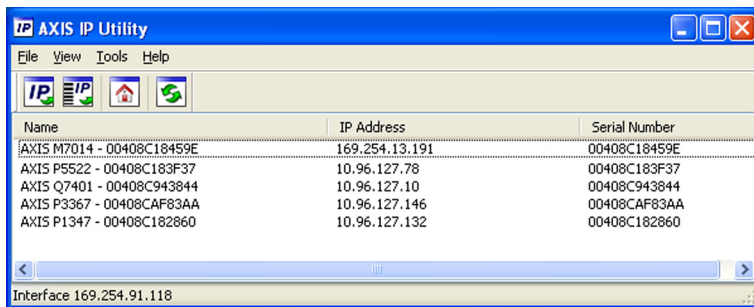 IP AXIS IP Utility
File View Tools Help
IP IP
Name IP Address Serial Number
AXIS M7014 - 00408C18459E 169.254.13.191 00408C18459E
AXIS P5522 - 00408C183F37 10.96.127.78 00408C183F37
AXIS Q7401 - 00408C943844 10.96.127.10 00408C943844
AXIS P3367 - 00408CAF83AA 10.96.127.146 00408CAF83AA
AXIS P1347 - 00408C182860 10.96.127.132 00408C182860
Interface 169.254.91.118